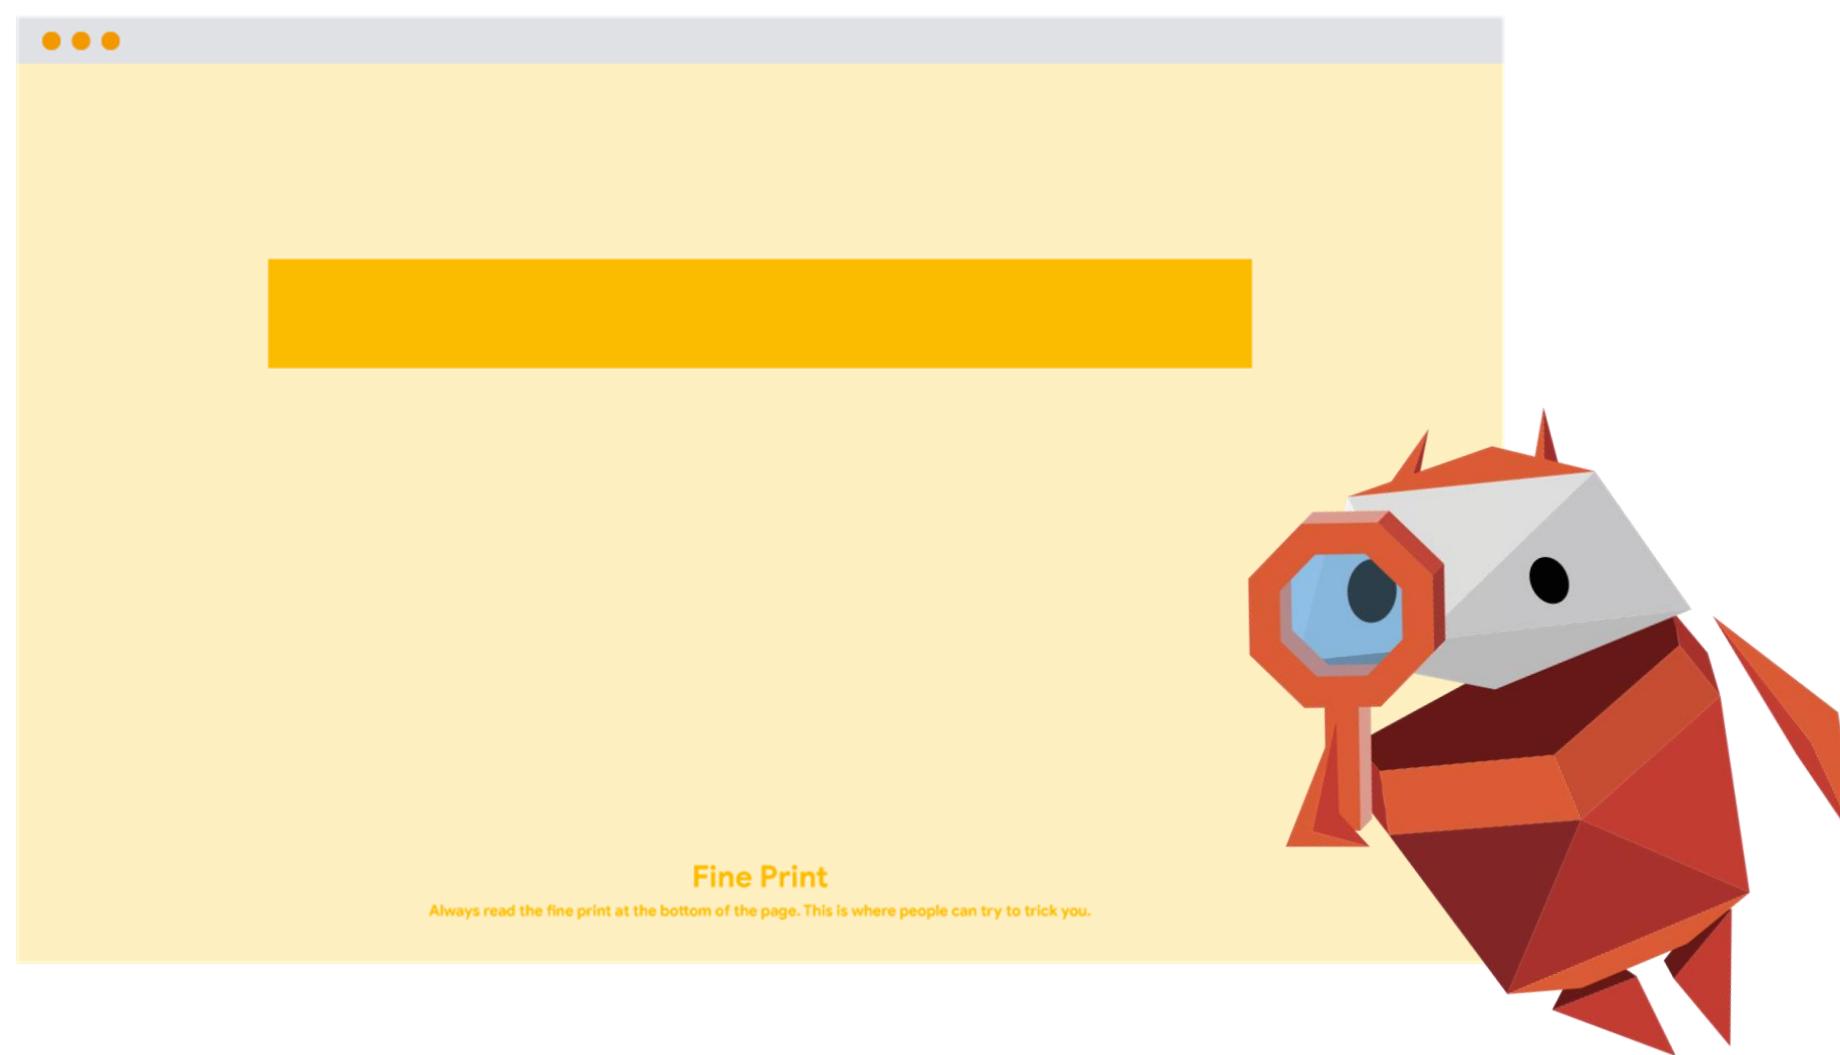 Fine Print
Always read the fine print at the bottom of the page. This is where people can try to trick you.